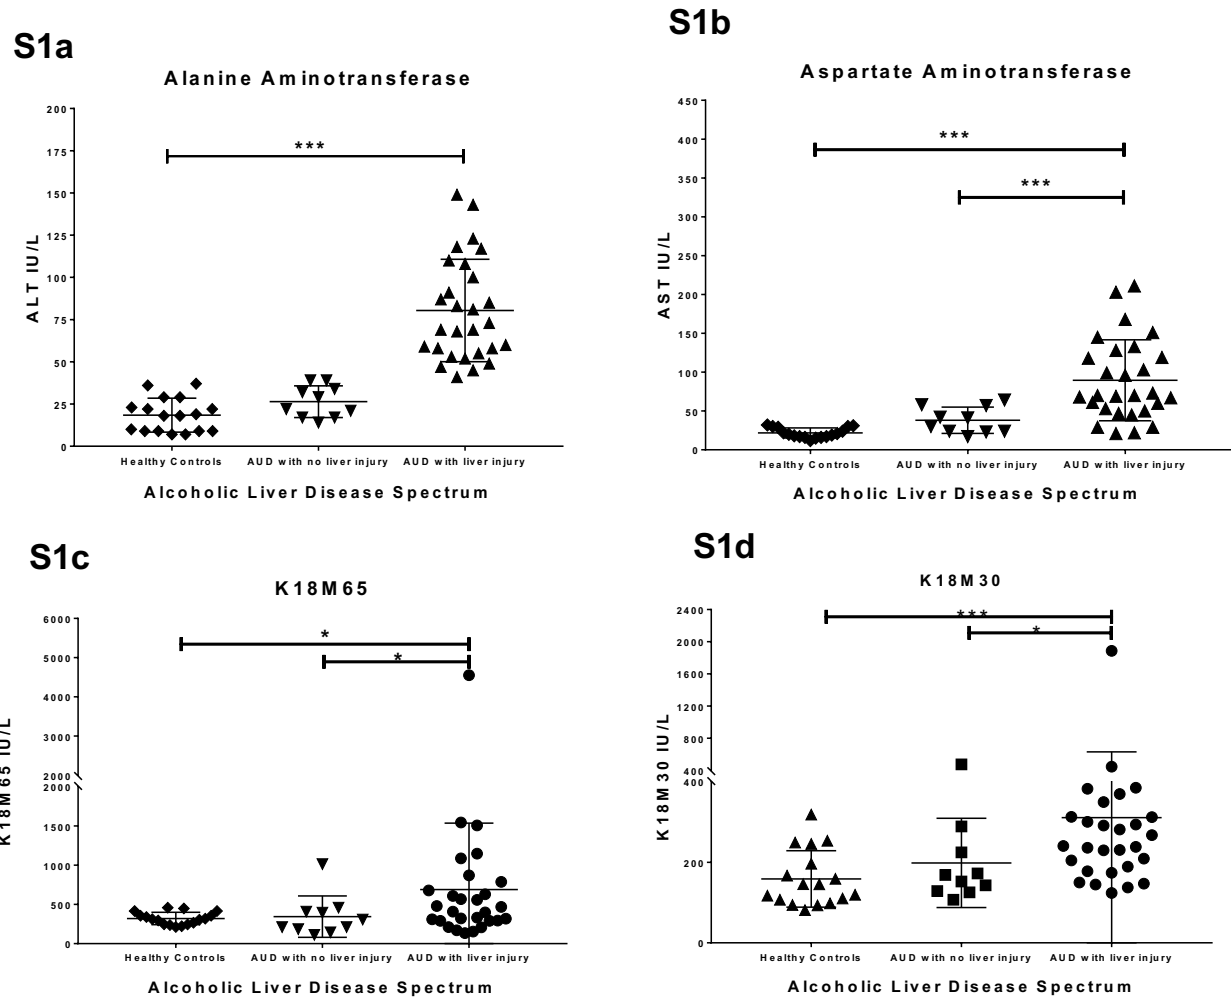 S1a
Alanine Aminotransferase
200
175
150
125
100
75
50
25
0
ALT IU/L
***
Healthy Controls
AUD with no liver injury
AUD with liver injury
Alcoholic Liver Disease Spectrum
S1b
Aspartate Aminotransferase
450
400
350
300
250
200
150
100
50
0
AST IU/L
***
***
Healthy Controls
AUD with no liver injury
AUD with liver injury
Alcoholic Liver Disease Spectrum
S1c
K18M65
6000
5000
4000
3000
2000
2000
1500
1000
500
0
K18M65 IU/L
*
*
Healthy Controls
AUD with no liver injury
AUD with liver injury
Alcoholic Liver Disease Spectrum
S1d
K18M30
2400
2000
1600
1200
800
400
400
200
0
K18M30 IU/L
***
*
Healthy Controls
AUD with no liver injury
AUD with liver injury
Alcoholic Liver Disease Spectrum